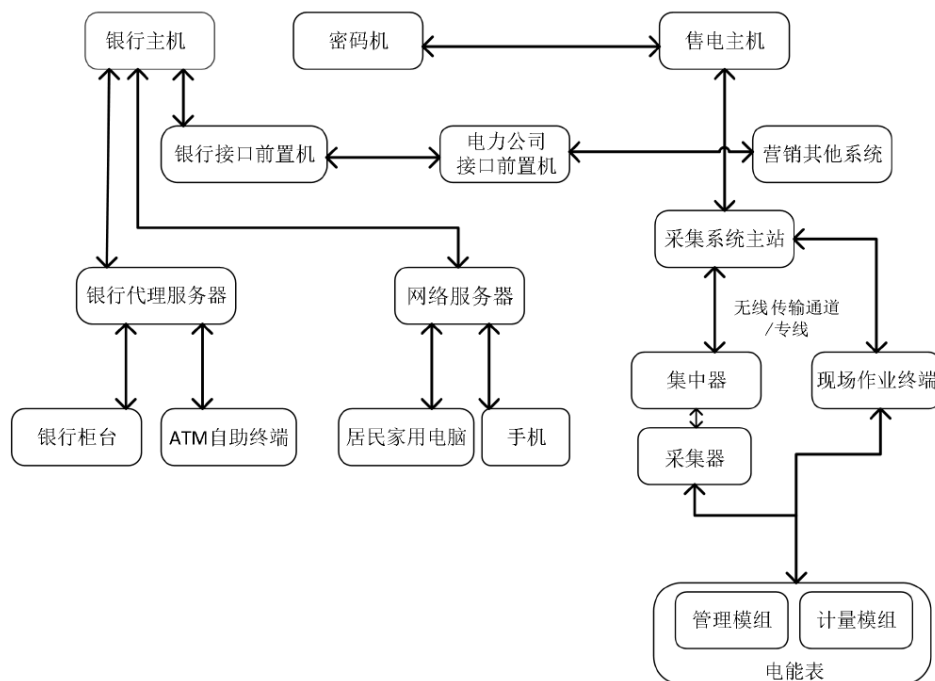 银行主机
密码机
售电主机
银行接口前置机
电力公司
接口前置机
营销其他系统
采集系统主站
银行代理服务器
网络服务器
无线传输通道
/专线
集中器
现场作业终端
银行柜台
ATM自助终端
居民家用电脑
手机
采集器
管理模组
计量模组
电能表